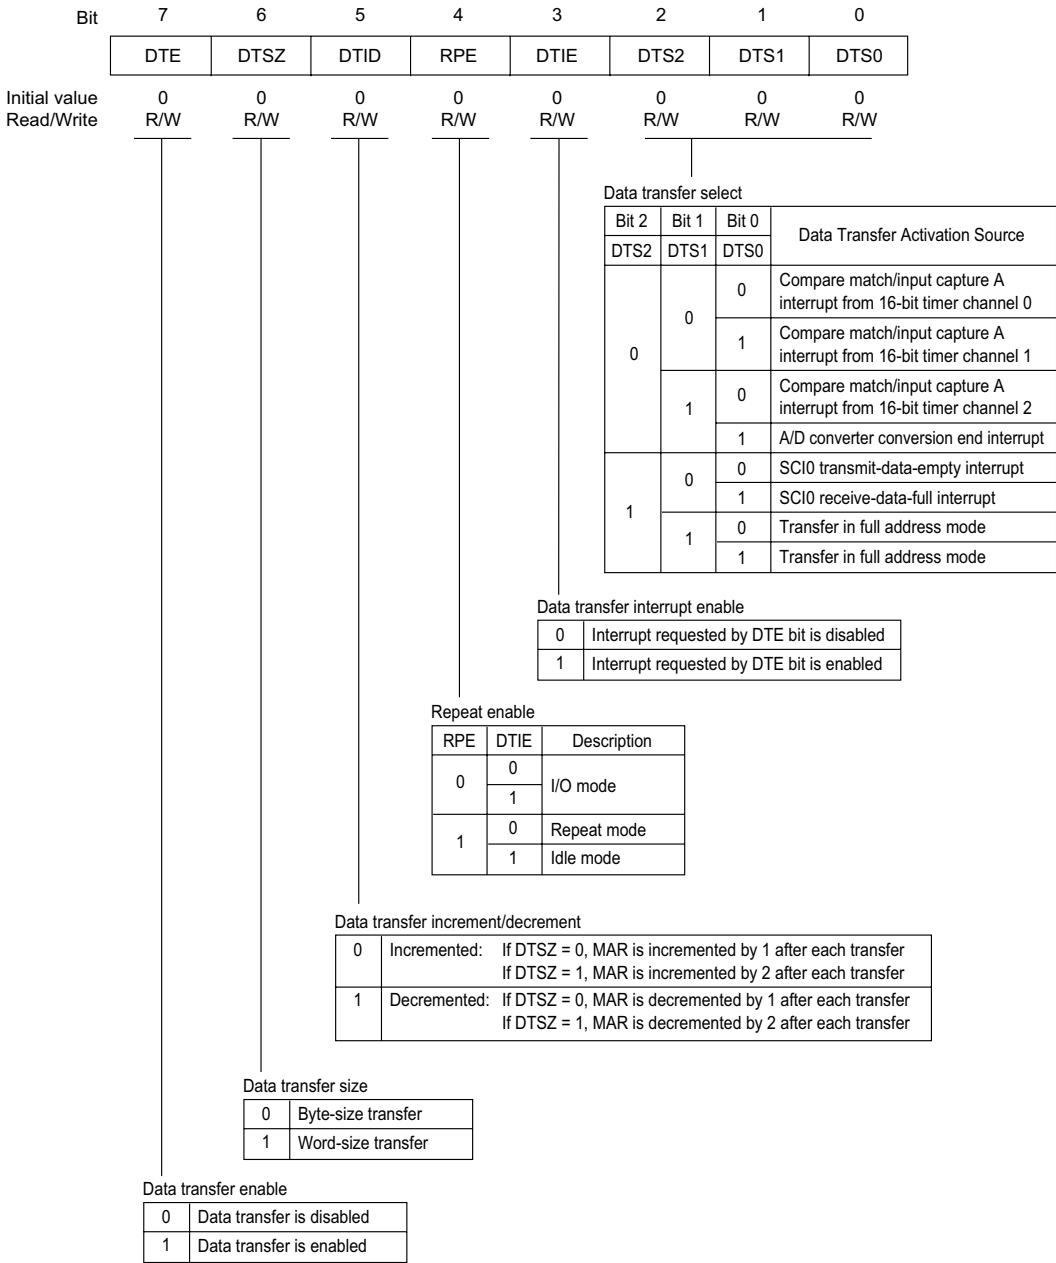 Bit 7 6 5 4 3 2 1 0
DTE DTSZ DTID RPE DTIE DTS2 DTS1 DTS0
Initial value 0 0 0 0 0 0 0 0
Read/Write R/W R/W R/W R/W R/W R/W R/W R/W
Data transfer select
Bit 2 Bit 1 Bit 0 Data Transfer Activation Source
DTS2 DTS1 DTS0
0 0 0 Compare match/input capture A
interrupt from 16-bit timer channel 0
1 Compare match/input capture A
interrupt from 16-bit timer channel 1
1 0 Compare match/input capture A
interrupt from 16-bit timer channel 2
1 A/D converter conversion end interrupt
1 0 0 SCI0 transmit-data-empty interrupt
1 SCI0 receive-data-full interrupt
1 0 Transfer in full address mode
1 Transfer in full address mode
Data transfer interrupt enable
0 Interrupt requested by DTE bit is disabled
1 Interrupt requested by DTE bit is enabled
Repeat enable
RPE DTIE Description
0 0 I/O mode
1
1 0 Repeat mode
1 Idle mode
Data transfer increment/decrement
0 Incremented: If DTSZ = 0, MAR is incremented by 1 after each transfer
If DTSZ = 1, MAR is incremented by 2 after each transfer
1 Decremented: If DTSZ = 0, MAR is decremented by 1 after each transfer
If DTSZ = 1, MAR is decremented by 2 after each transfer
Data transfer size
0 Byte-size transfer
1 Word-size transfer
Data transfer enable
0 Data transfer is disabled
1 Data transfer is enabled